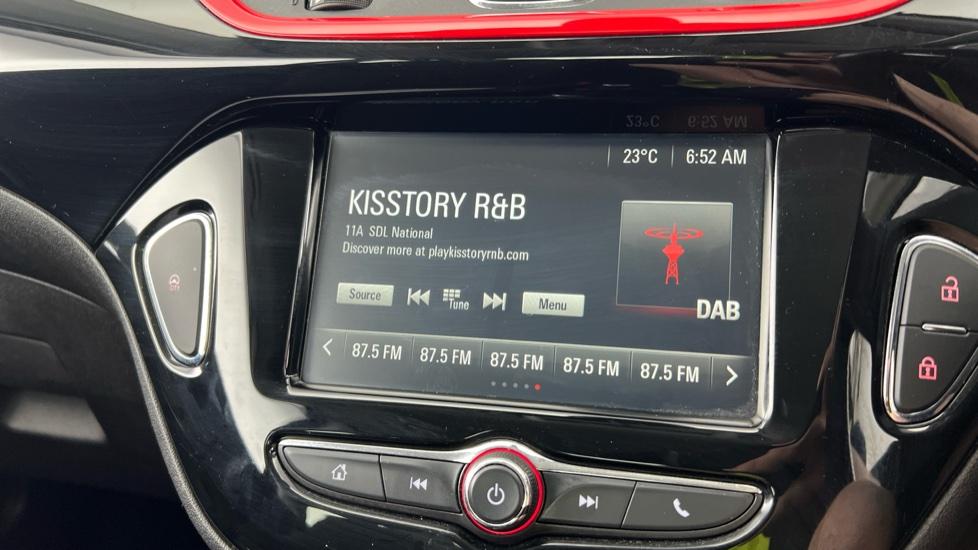 23°C 6:52 AM
KISSTORY R&B
11A SDL National
Discover more at playkisstoryrnb.com
Source Tune Menu
DAB
87.5 FM 87.5 FM 87.5 FM 87.5 FM 87.5 FM
OFF